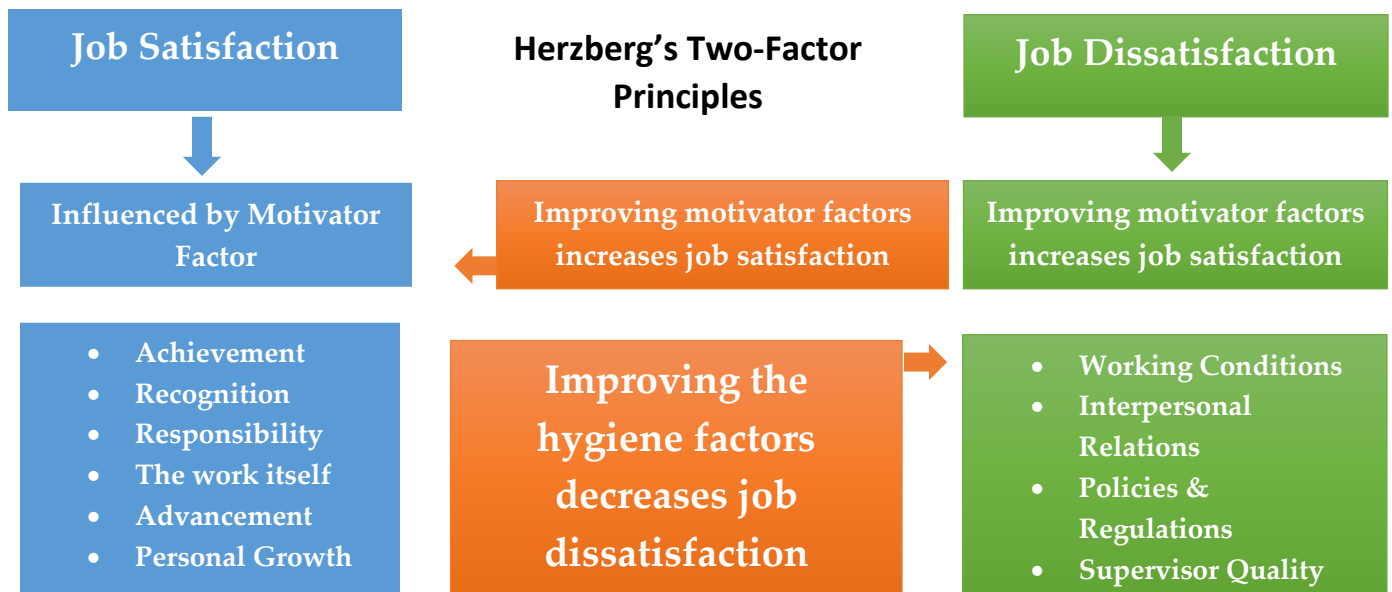 Job Satisfaction
Herzberg’s Two-Factor
Principles
Job Dissatisfaction
Influenced by Motivator
Factor
Improving motivator factors
increases job satisfaction
Improving motivator factors
increases job satisfaction
• Achievement
• Recognition
• Responsibility
• The work itself
• Advancement
• Personal Growth
Improving the
hygiene factors
decreases job
dissatisfaction
• Working Conditions
• Interpersonal
Relations
• Policies &
Regulations
• Supervisor Quality